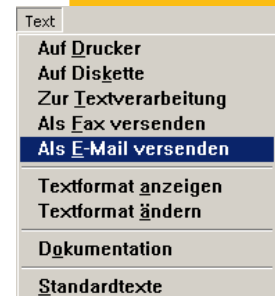 Text
Auf Drucker
Auf Diskette
Zur Textverarbeitung
Als Fax versenden
Als E-Mail versenden
Textformat anzeigen
Textformat ändern
Dokumentation
Standardtexte